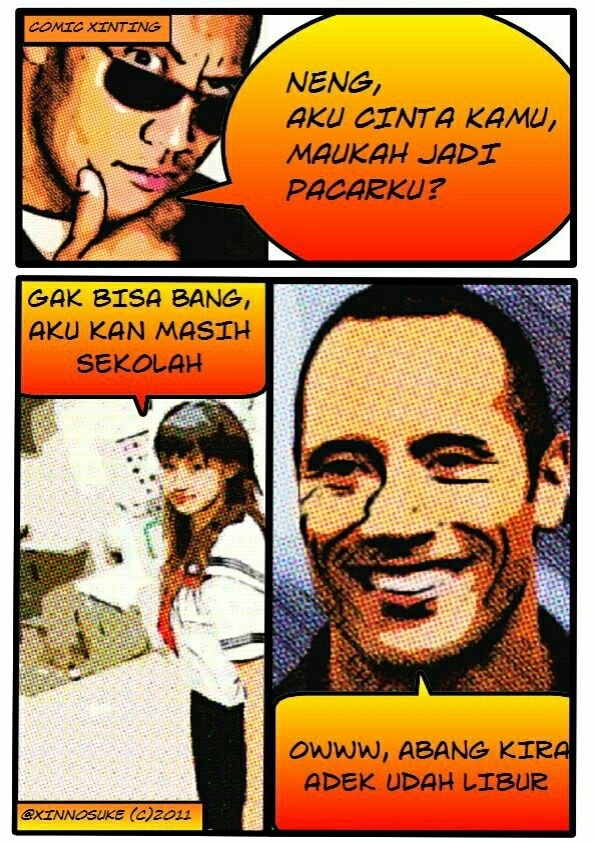 COMIC XINTING
NENG,
AKU CINTA KAMU,
MAUKAH JADI
PACARKU?
GAK BISA BANG,
AKU KAN MASIH
SEKOLAH
OWWW, ABANG KIRA
ADEK UDAH LIBUR
@XINNOSUKE (C)2011